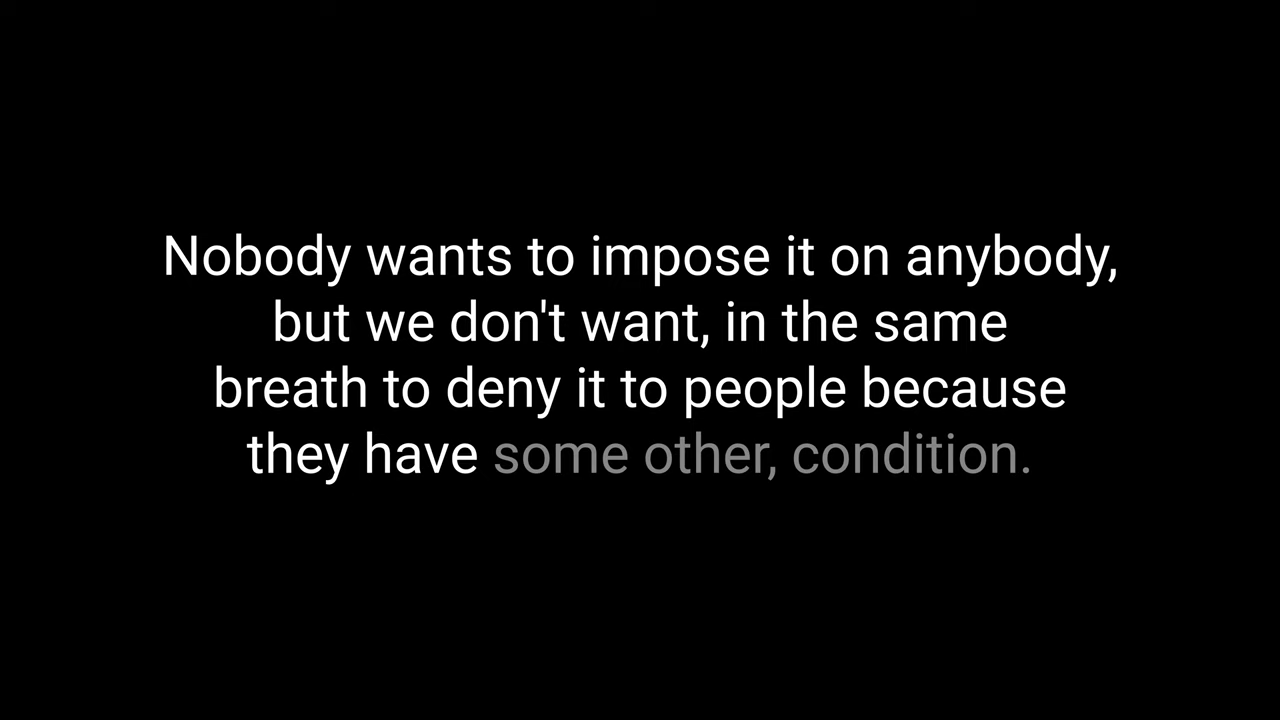 Nobody wants to impose it on anybody,
but we don't want, in the same
breath to deny it to people because
they have some other, condition.